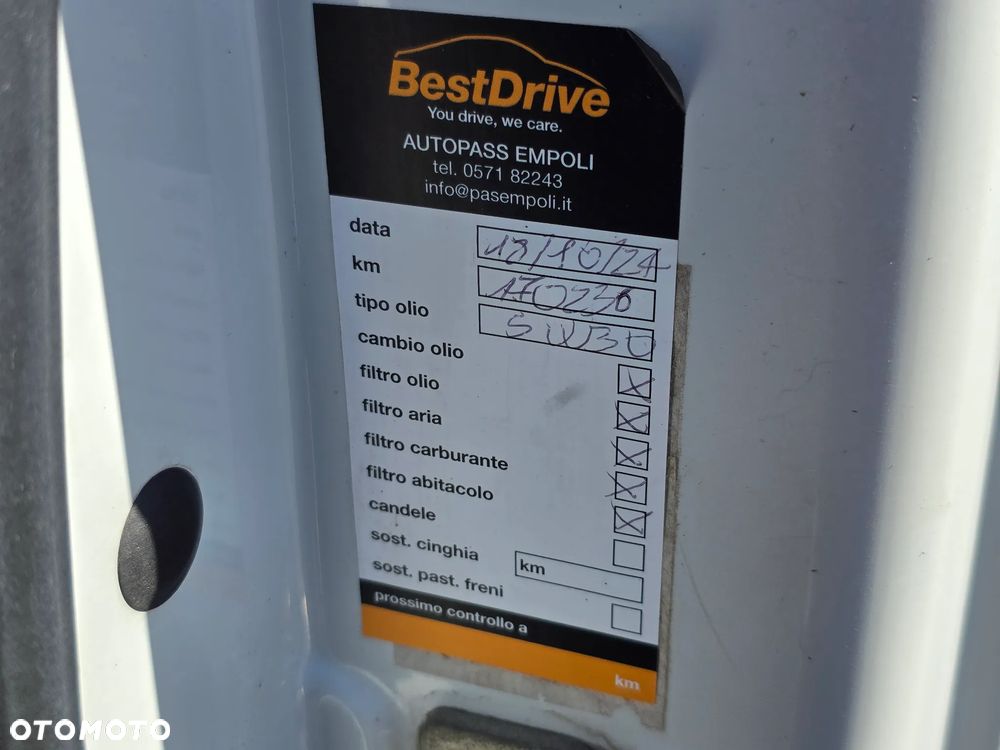 BestDrive
You drive, we care.
AUTOPASS EMPOLI
tel. 0571 82243
info@pasempoli.it
data 18/10/24
km 170236
tipo olio 5W30
cambio olio X
filtro olio X
filtro aria X
filtro carburante X
filtro abitacolo X
candele
sost. cinghia km
sost. past. freni
prossimo controllo a
km
OTOMOTO